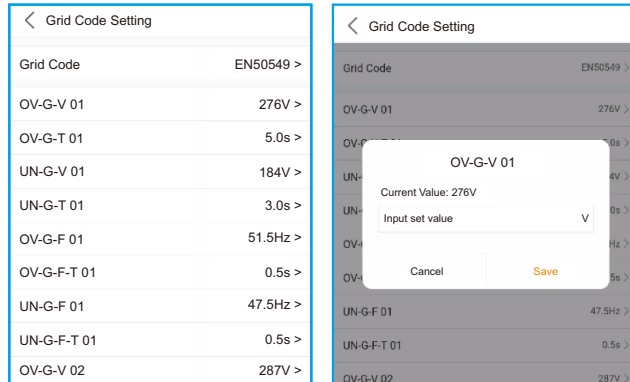 Grid Code Setting
Grid Code EN50549 >
OV-G-V 01 276V >
OV-G-T 01 5.0s >
UN-G-V 01 184V >
UN-G-T 01 3.0s >
OV-G-F 01 51.5Hz >
OV-G-F-T 01 0.5s >
UN-G-F 01 47.5Hz >
UN-G-F-T 01 0.5s >
OV-G-V 02 287V >
Grid Code Setting
Grid Code EN50549 >
OV-G-V 01 276V >
OV-G-V 01
Current Value: 276V
Input set value V
Cancel Save
UN-G-F 01 47.5Hz >
UN-G-F-T 01 0.5s >
OV-G-V 02 287V >